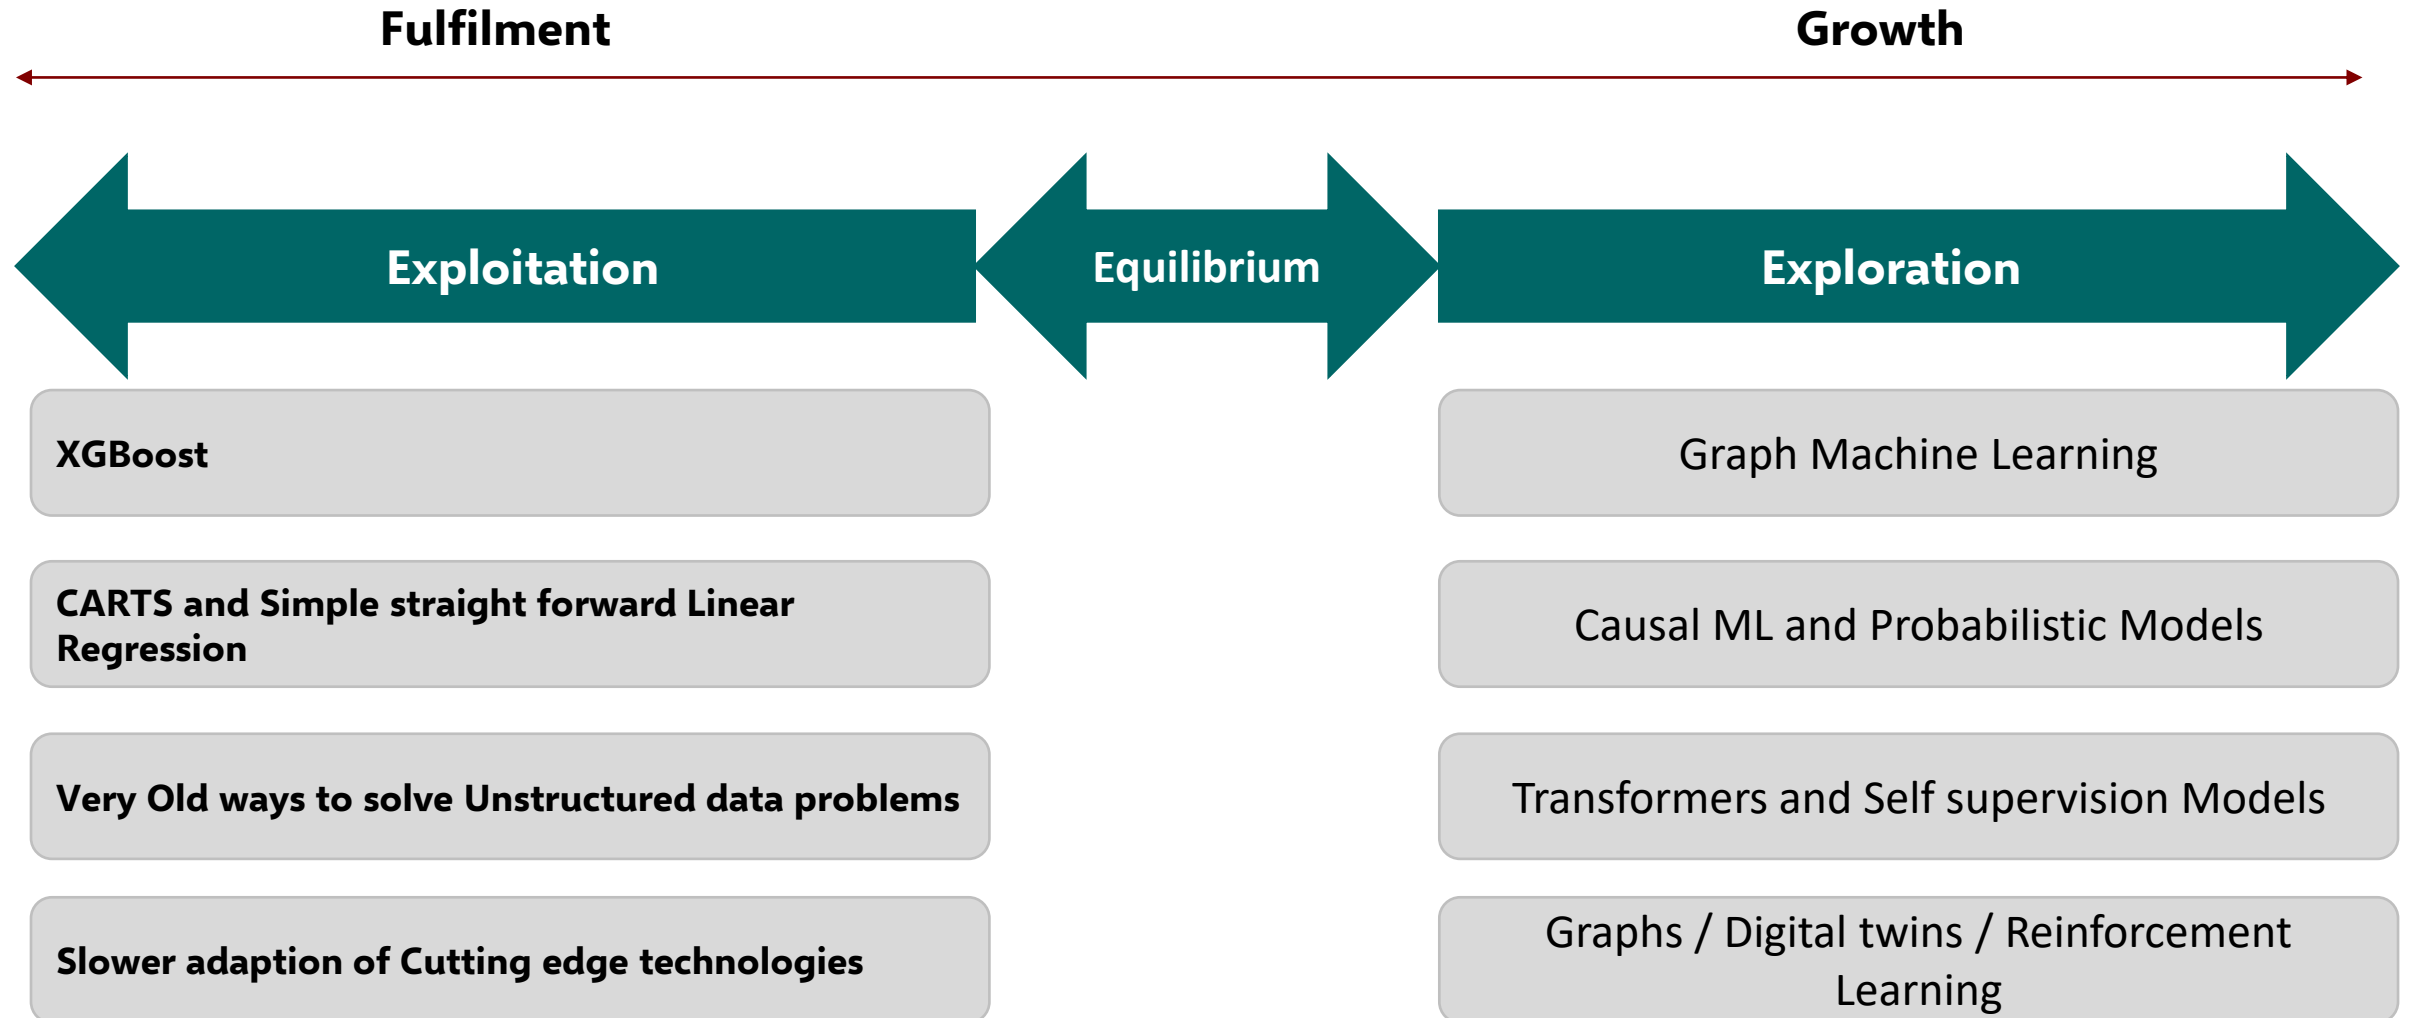 Fulfilment
Growth
Exploitation
Equilibrium
Exploration
XGBoost
Graph Machine Learning
CARTS and Simple straight forward Linear
Regression
Causal ML and Probabilistic Models
Very Old ways to solve Unstructured data problems
Transformers and Self supervision Models
Slower adaption of Cutting edge technologies
Graphs / Digital twins / Reinforcement
Learning